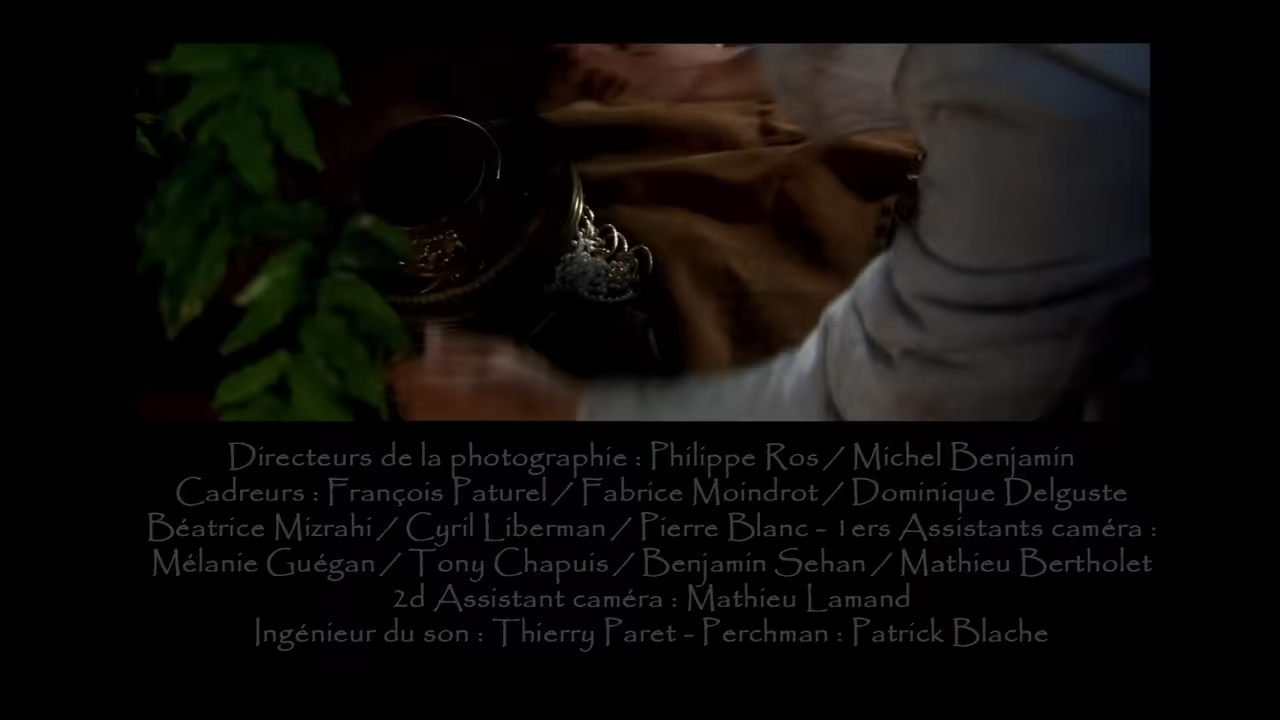 Directeurs de la photographie : Philippe Ros / Michel Benjamin
Cadreurs : François Paturel / Fabrice Moindrot / Dominique Delguste
Béatrice Mizrahi / Cyril Liberman / Pierre Blanc - 1ers Assistants caméra :
Mélanie Guégan / Tony Chapuis / Benjamin Sehan / Mathieu Bertholet
2d Assistant caméra : Mathieu Lamand
Ingénieur du son : Thierry Paret - Perchman : Patrick Blache